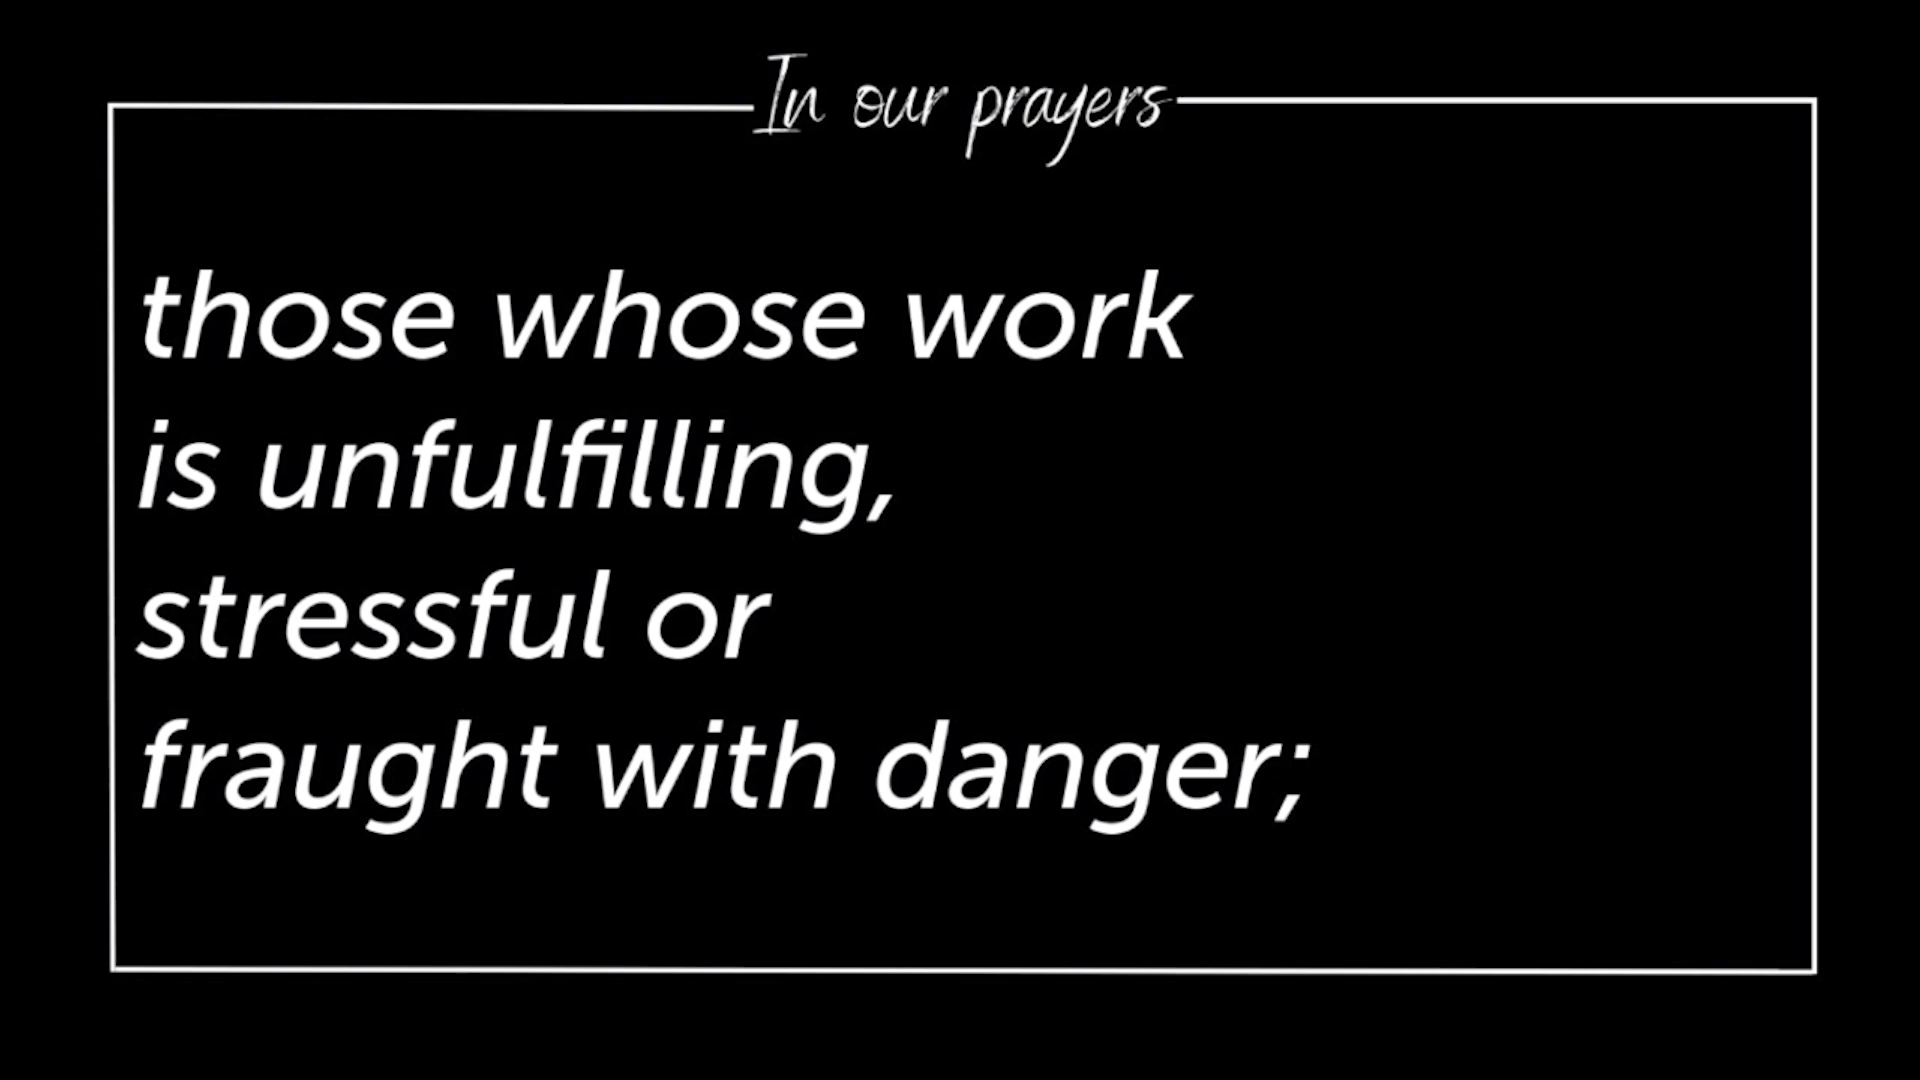 In our prayers
those whose work
is unfulfilling,
stressful or
fraught with danger;